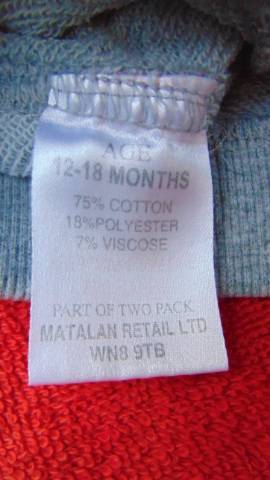 AGE
12-18 MONTHS
75% COTTON
18%POLYESTER
7% VISCOSE
PART OF TWO PACK
MATALAN RETAIL LTD
WN8 9TB